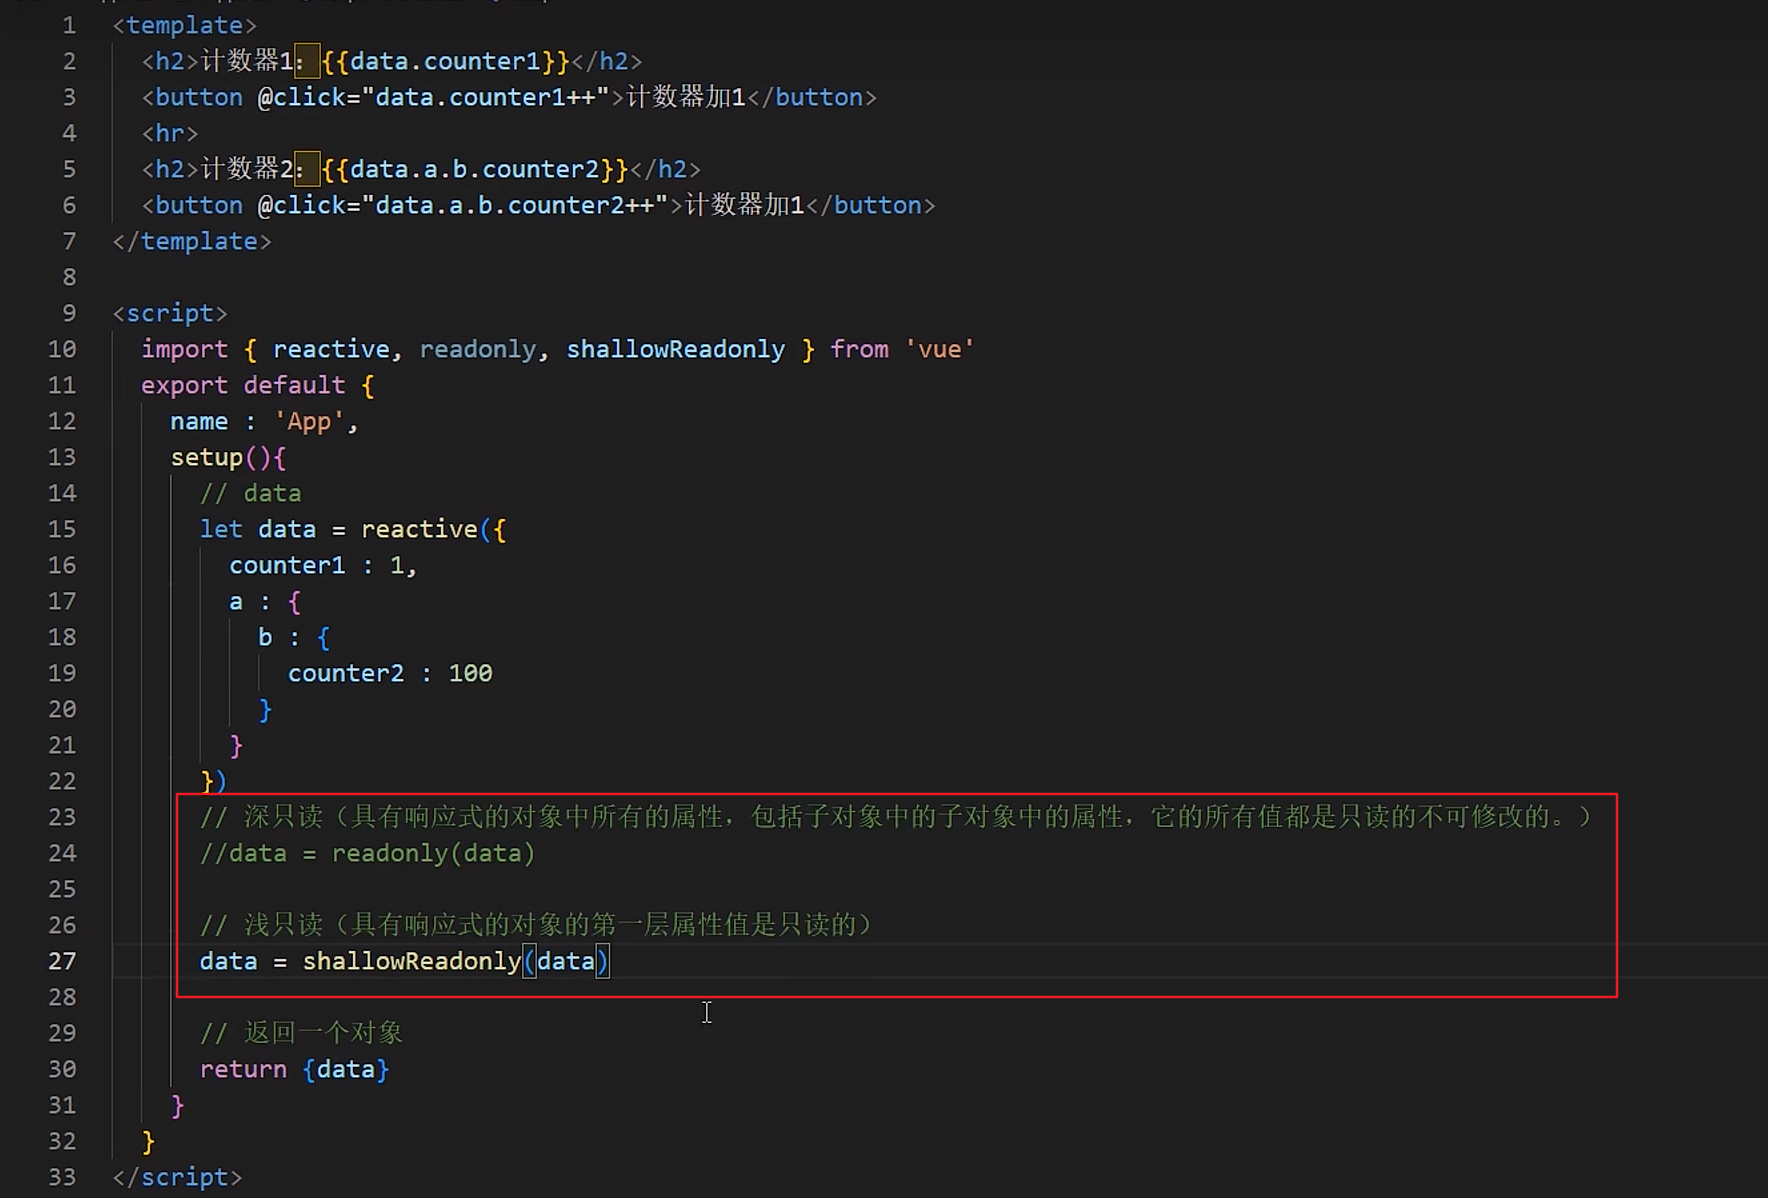 1 <template>
2 <h2>计数器1：{{data.counter1}}</h2>
3 <button @click="data.counter1++">计数器加1</button>
4 <hr>
5 <h2>计数器2：{{data.a.b.counter2}}</h2>
6 <button @click="data.a.b.counter2++">计数器加1</button>
7 </template>
8
9 <script>
10 import { reactive, readonly, shallowReadonly } from 'vue'
11 export default {
12 name : 'App',
13 setup(){
14 // data
15 let data = reactive({
16 counter1 : 1,
17 a : {
18 b : {
19 counter2 : 100
20 }
21 }
22 })
23 // 深只读（具有响应式的对象中所有的属性，包括子对象中的子对象中的属性，它的所有值都是只读的不可修改的。）
24 //data = readonly(data)
25
26 // 浅只读（具有响应式的对象的第一层属性值是只读的）
27 data = shallowReadonly(data)
28
29 // 返回一个对象
30 return {data}
31 }
32 }
33 </script>